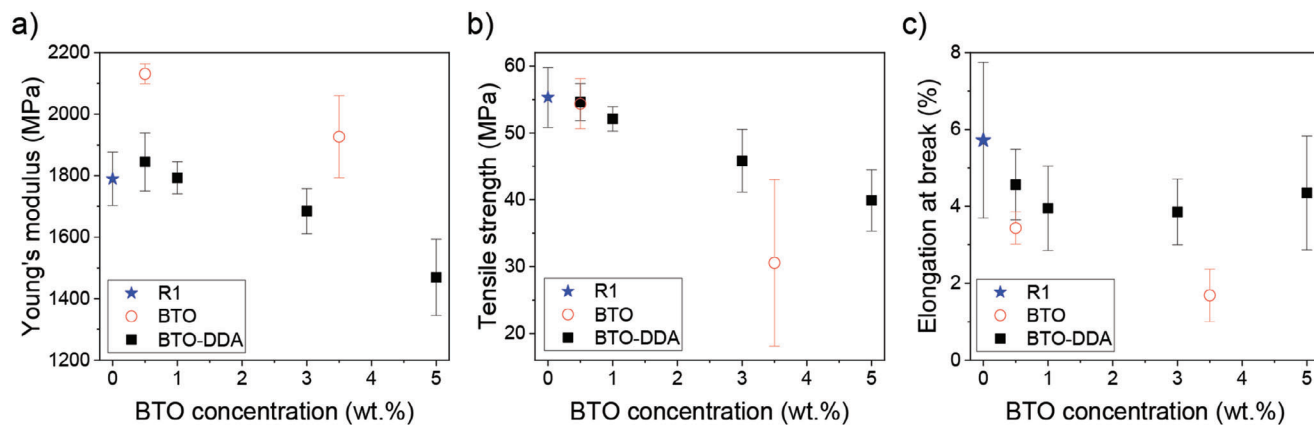 a)
Young's modulus (MPa)
2200
2000
1800
1600
1400
1200
R1
BTO
BTO-DDA
0 1 2 3 4 5
BTO concentration (wt.%)
b)
Tensile strength (MPa)
60
50
40
30
20
R1
BTO
BTO-DDA
0 1 2 3 4 5
BTO concentration (wt.%)
c)
Elongation at break (%)
8
6
4
2
0
R1
BTO
BTO-DDA
0 1 2 3 4 5
BTO concentration (wt.%)